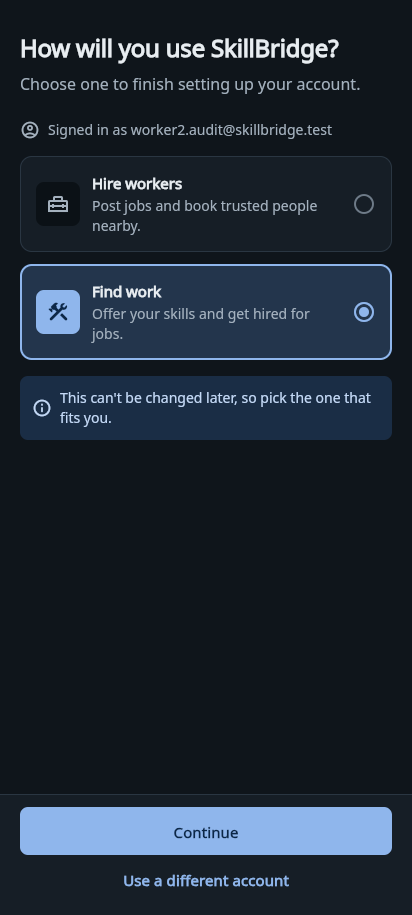 How will you use SkillBridge?
Choose one to finish setting up your account.
Signed in as worker2.audit@skillbridge.test
Hire workers
Post jobs and book trusted people
nearby.
Find work
Offer your skills and get hired for
jobs.
This can't be changed later, so pick the one that
fits you.
Continue
Use a different account